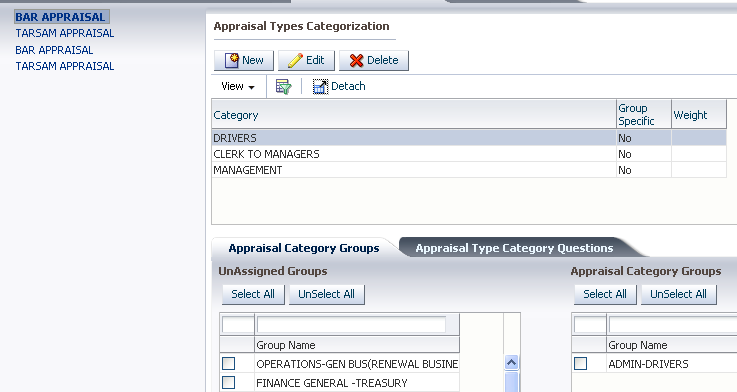 BAR APPRAISAL
TARSAM APPRAISAL
BAR APPRAISAL
TARSAM APPRAISAL
Appraisal Types Categorization
New Edit Delete
View Detach
Category Group Specific Weight
DRIVERS No
CLERK TO MANAGERS No
MANAGEMENT No
Appraisal Category Groups Appraisal Type Category Questions
UnAssigned Groups Appraisal Category Groups
Select All UnSelect All Select All UnSelect All
Group Name Group Name
OPERATIONS-GEN BUS(RENEWAL BUSINE ADMIN-DRIVERS
FINANCE GENERAL -TREASURY